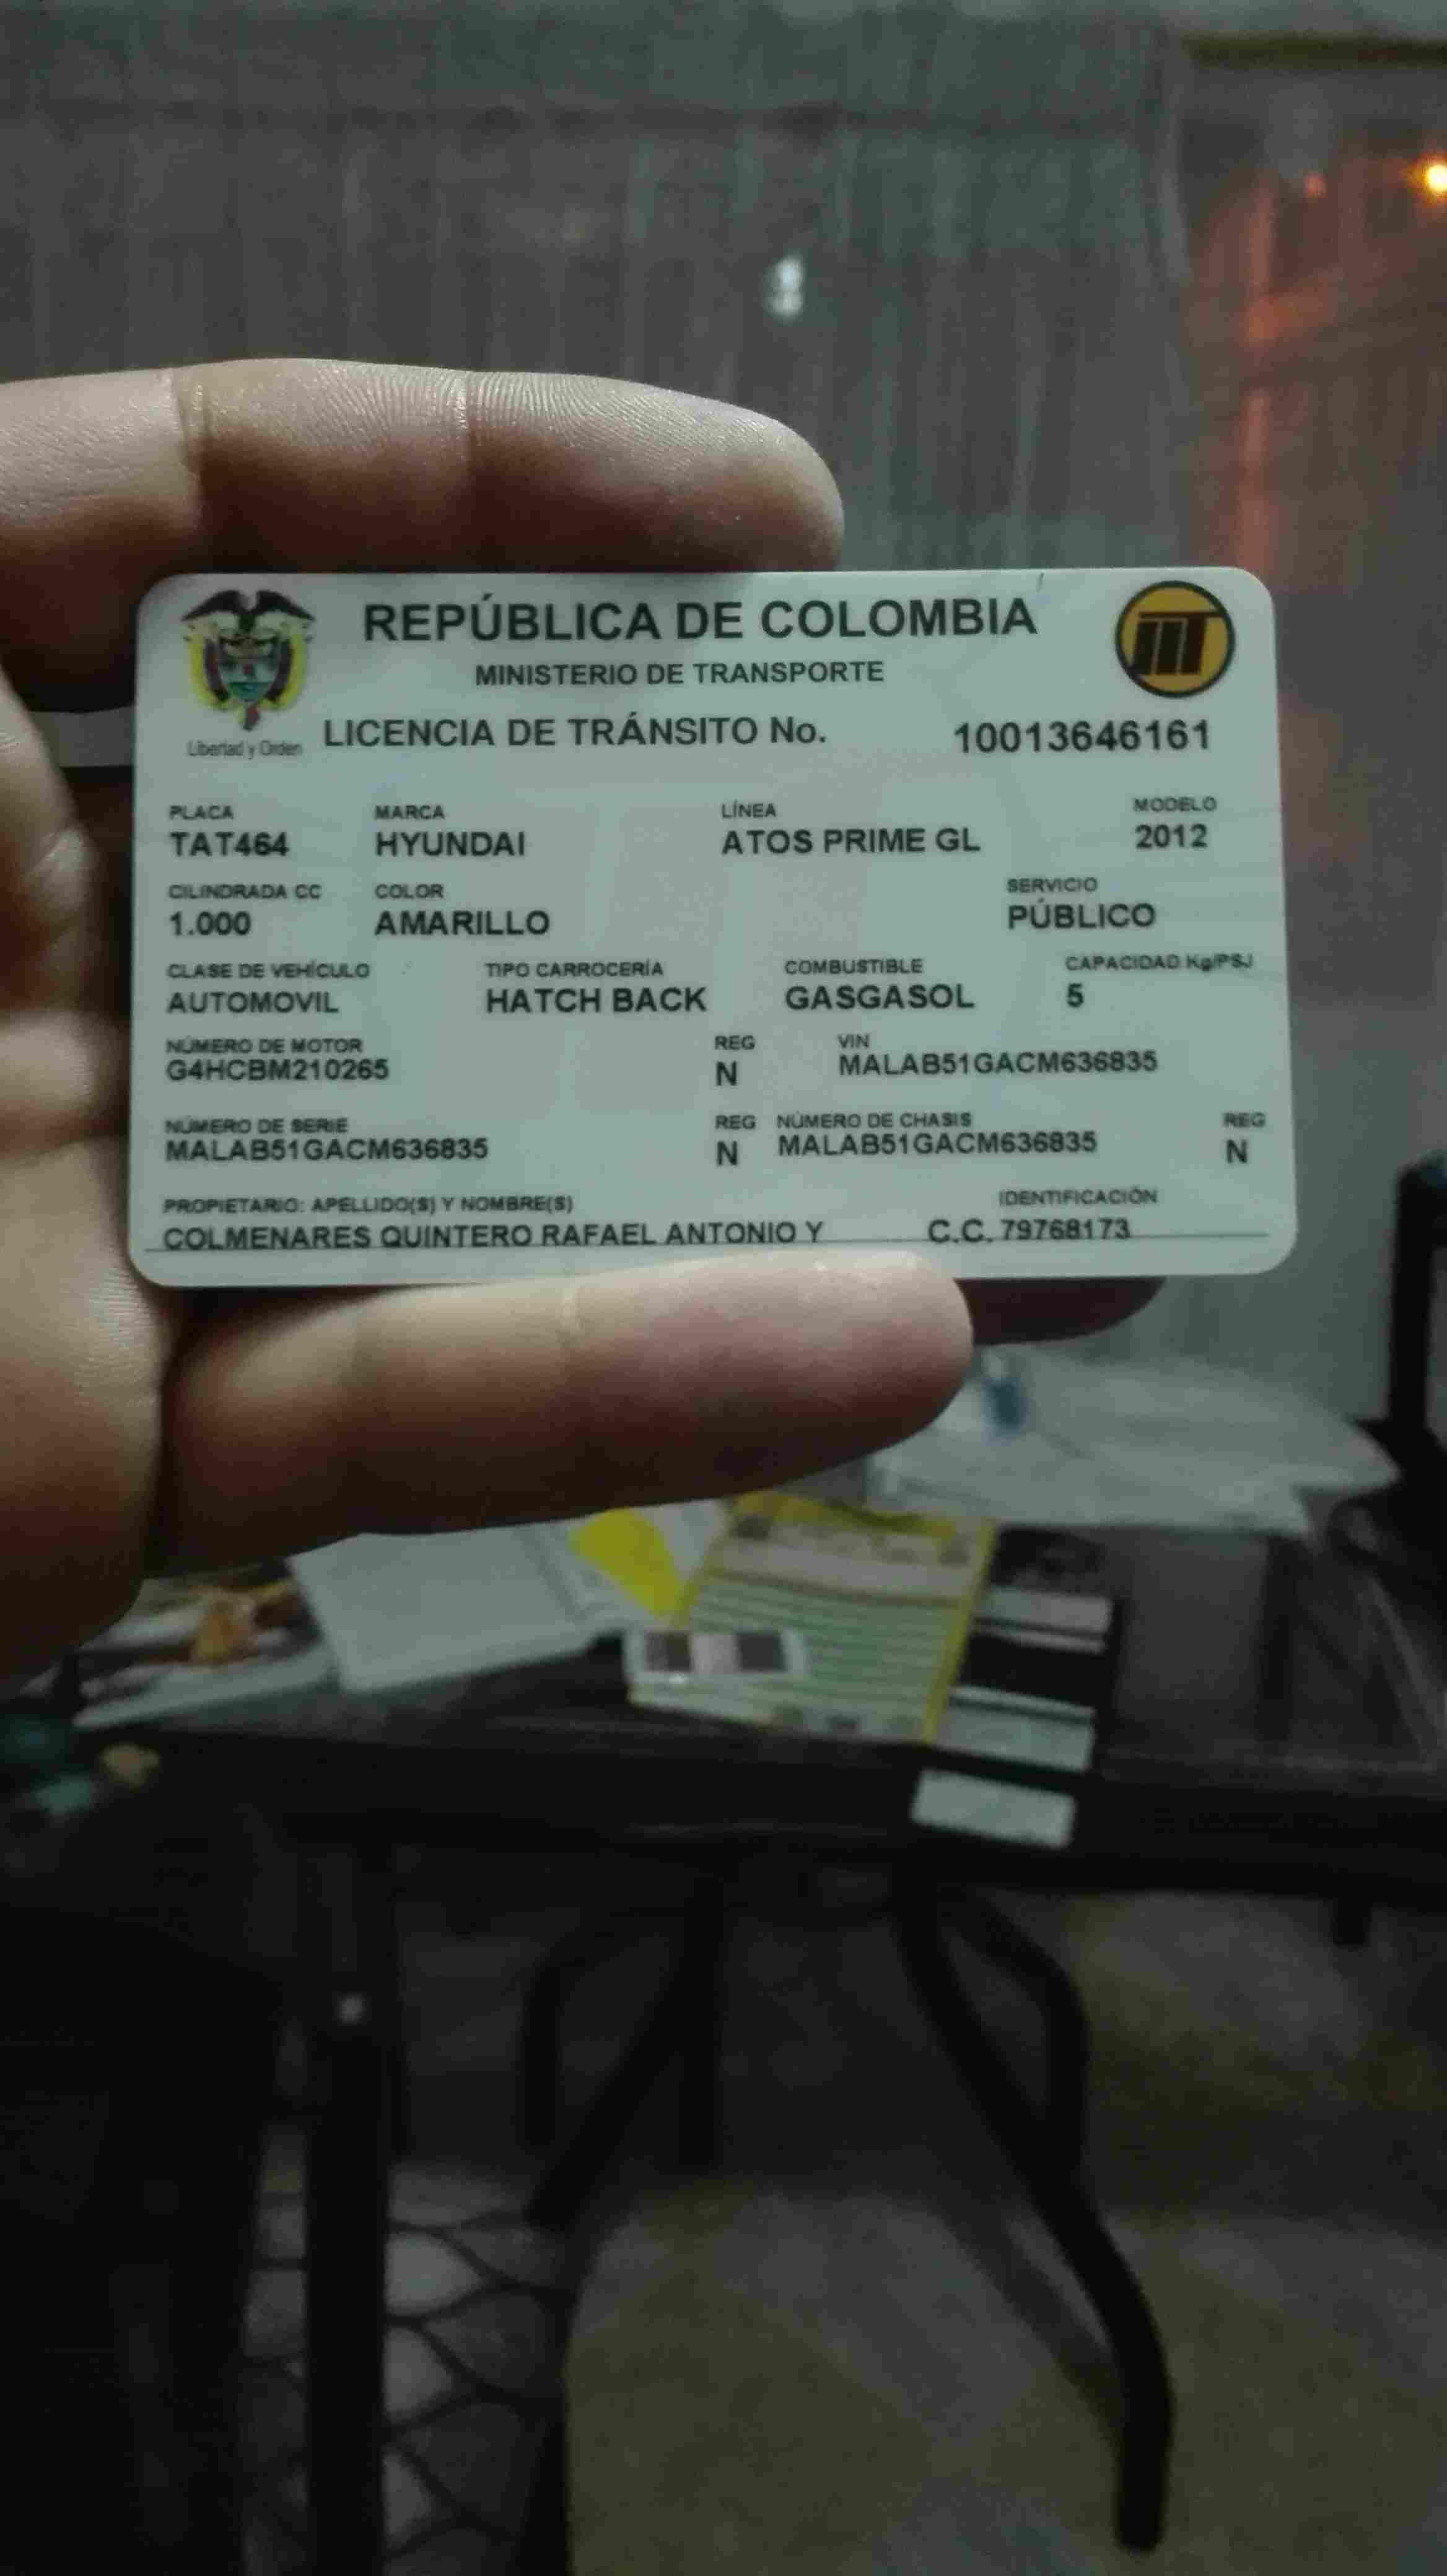 REPÚBLICA DE COLOMBIA
MINISTERIO DE TRANSPORTE
Libertad y Orden
LICENCIA DE TRÁNSITO No. 10013646161
PLACA MARCA LÍNEA MODELO
TAT464 HYUNDAI ATOS PRIME GL 2012
CILINDRADA CC COLOR SERVICIO
1.000 AMARILLO PÚBLICO
CLASE DE VEHÍCULO TIPO CARROCERÍA COMBUSTIBLE CAPACIDAD Kg/PSJ
AUTOMOVIL HATCH BACK GASGASOL 5
NÚMERO DE MOTOR REG VIN
G4HCBM210265 N MALAB51GACM636835
NÚMERO DE SERIE REG NÚMERO DE CHASIS REG
MALAB51GACM636835 N MALAB51GACM636835 N
PROPIETARIO: APELLIDO(S) Y NOMBRE(S) IDENTIFICACIÓN
COLMENARES QUINTERO RAFAEL ANTONIO Y C.C. 79768173